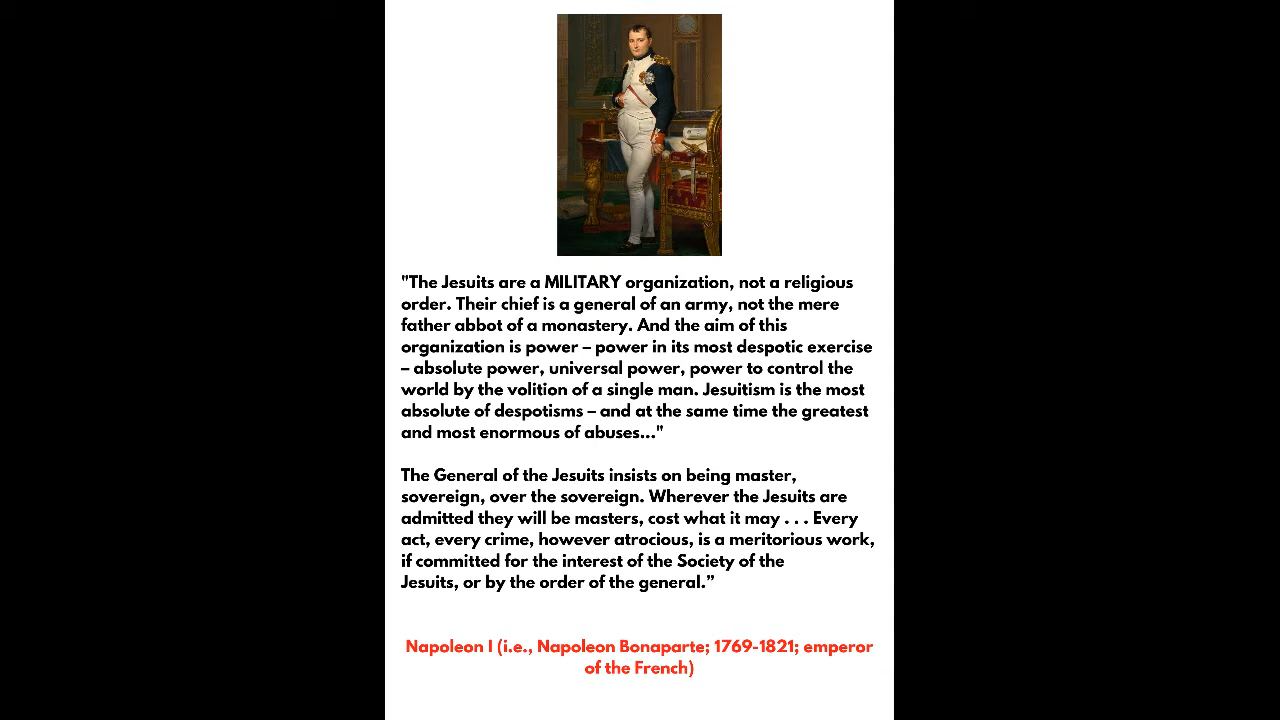 "The Jesuits are a MILITARY organization, not a religious
order. Their chief is a general of an army, not the mere
father abbot of a monastery. And the aim of this
organization is power – power in its most despotic exercise
– absolute power, universal power, power to control the
world by the volition of a single man. Jesuitism is the most
absolute of despotisms – and at the same time the greatest
and most enormous of abuses..."
The General of the Jesuits insists on being master,
sovereign, over the sovereign. Wherever the Jesuits are
admitted they will be masters, cost what it may . . . Every
act, every crime, however atrocious, is a meritorious work,
if committed for the interest of the Society of the
Jesuits, or by the order of the general.”
Napoleon I (i.e., Napoleon Bonaparte; 1769-1821; emperor
of the French)